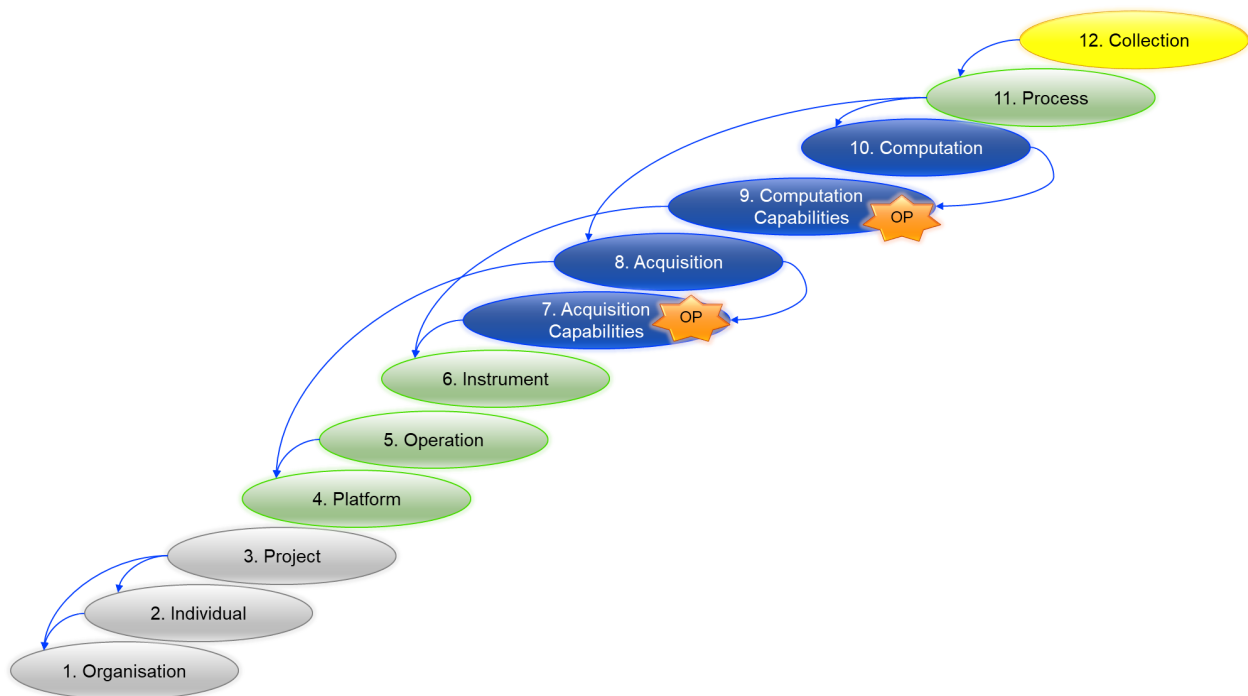 12. Collection
11. Process
10. Computation
9. Computation
Capabilities
OP
8. Acquisition
7. Acquisition
Capabilities
OP
6. Instrument
5. Operation
4. Platform
3. Project
2. Individual
1. Organisation